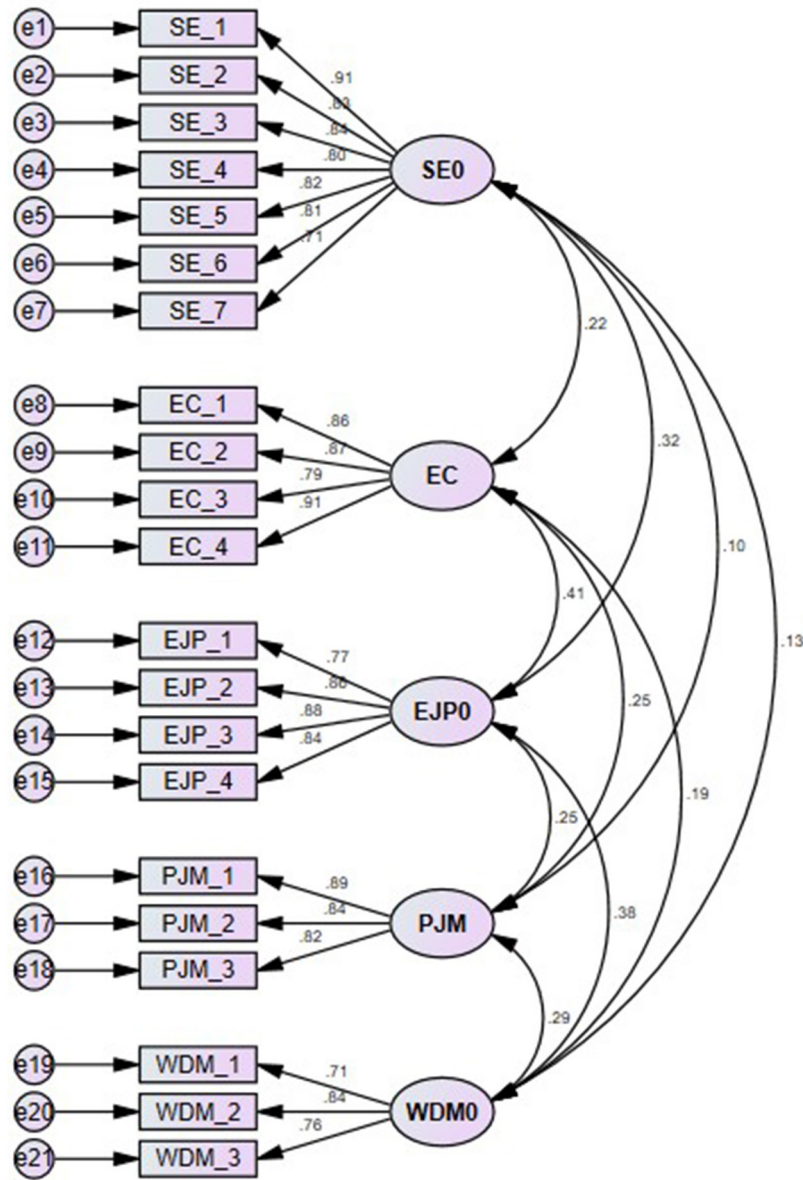 e1 SE_1
.91
e2 SE_2
.83
e3 SE_3
.84
e4 SE_4
.80
SE0
e5 SE_5
.82
e6 SE_6
.81
e7 SE_7
.71
.22
e8 EC_1
.86
e9 EC_2
.87
EC
.32
e10 EC_3
.79
e11 EC_4
.91
.10
.41
.13
e12 EJP_1
.77
e13 EJP_2
.86
EJP0
.25
e14 EJP_3
.88
e15 EJP_4
.84
.19
.25
e16 PJM_1
.89
e17 PJM_2
.84
PJM
.38
e18 PJM_3
.82
.29
e19 WDM_1
.71
e20 WDM_2
.84
WDM0
e21 WDM_3
.76